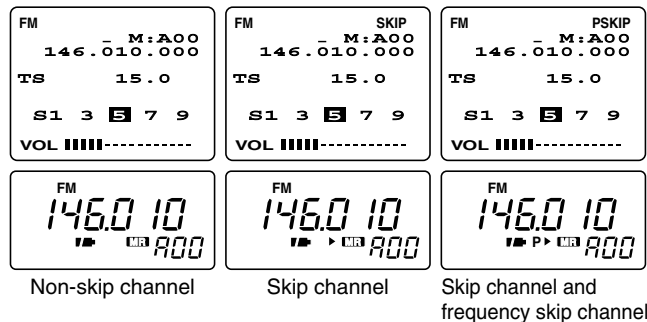 FM
_ M:A00
146.010.000
TS 15.0
S1 3 5 7 9
VOL
FM SKIP
_ M:A00
146.010.000
TS 15.0
S1 3 5 7 9
VOL
FM PSKIP
_ M:A00
146.010.000
TS 15.0
S1 3 5 7 9
VOL
FM
146.010
MR A00
Non-skip channel
FM
146.010
MR A00
Skip channel
FM
146.010
P MR A00
Skip channel and
frequency skip channel